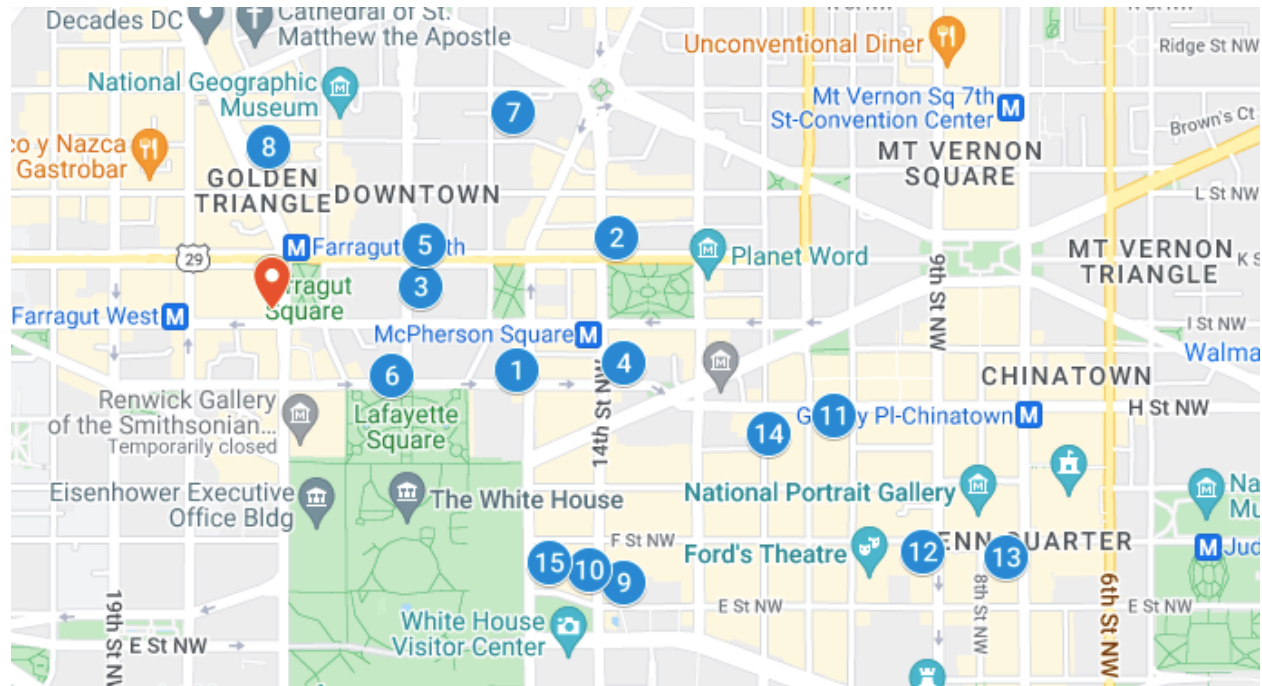 Decades DC
Cathedral of St.
Matthew the Apostle
Unconventional Diner
Ridge St NW
National Geographic
Museum
7
Mt Vernon Sq 7th
St-Convention Center
M
Brown's Ct
co y Nazca
Gastrobar
8
MT VERNON
SQUARE
GOLDEN
TRIANGLE
DOWNTOWN
L St NW
M
Farragut
5
th
2
Planet Word
MT VERNON
TRIANGLE
K S
29
3
rragut
Square
9th St NW
Farragut West
M
I St NW
McPherson Square
M
Walma
6
1
4
14th St NW
CHINATOWN
Renwick Gallery
of the Smithsonian...
Temporarily closed
Lafayette
Square
14
G
11
y Pl-Chinatown
M
H St NW
Eisenhower Executive
Office Bldg
The White House
National Portrait Gallery
Na
Mu
F St NW
Ford's Theatre
12
ENN QUARTER
13
M
Jud
15
10
9
8th St NW
6th St NW
E St NW
E St NW
White House
Visitor Center
19th St NW
E St NW